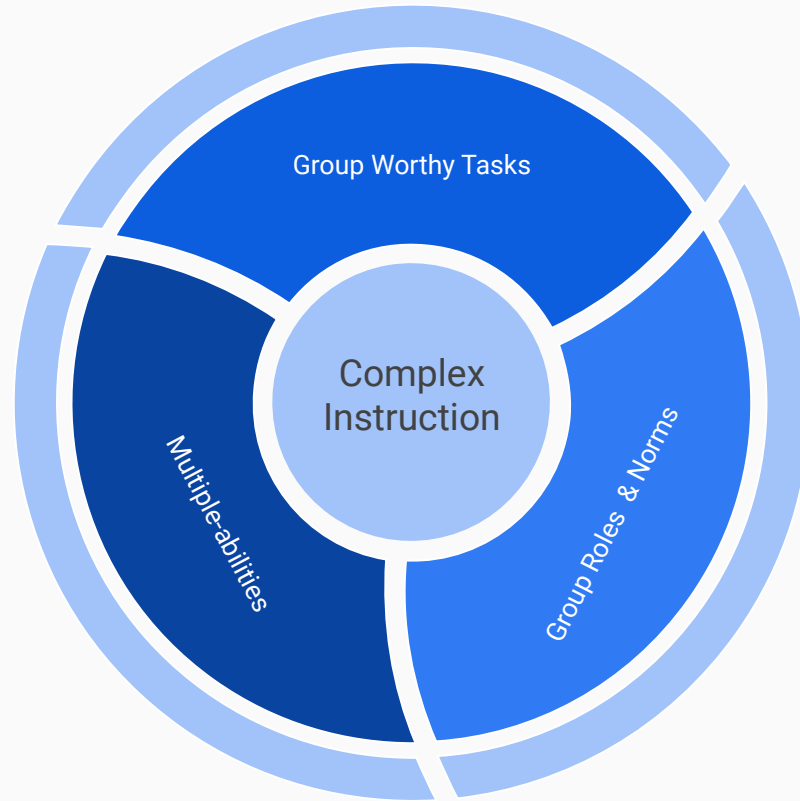 Group Worthy Tasks
Complex
Instruction
Multiple-abilities
Group Roles & Norms